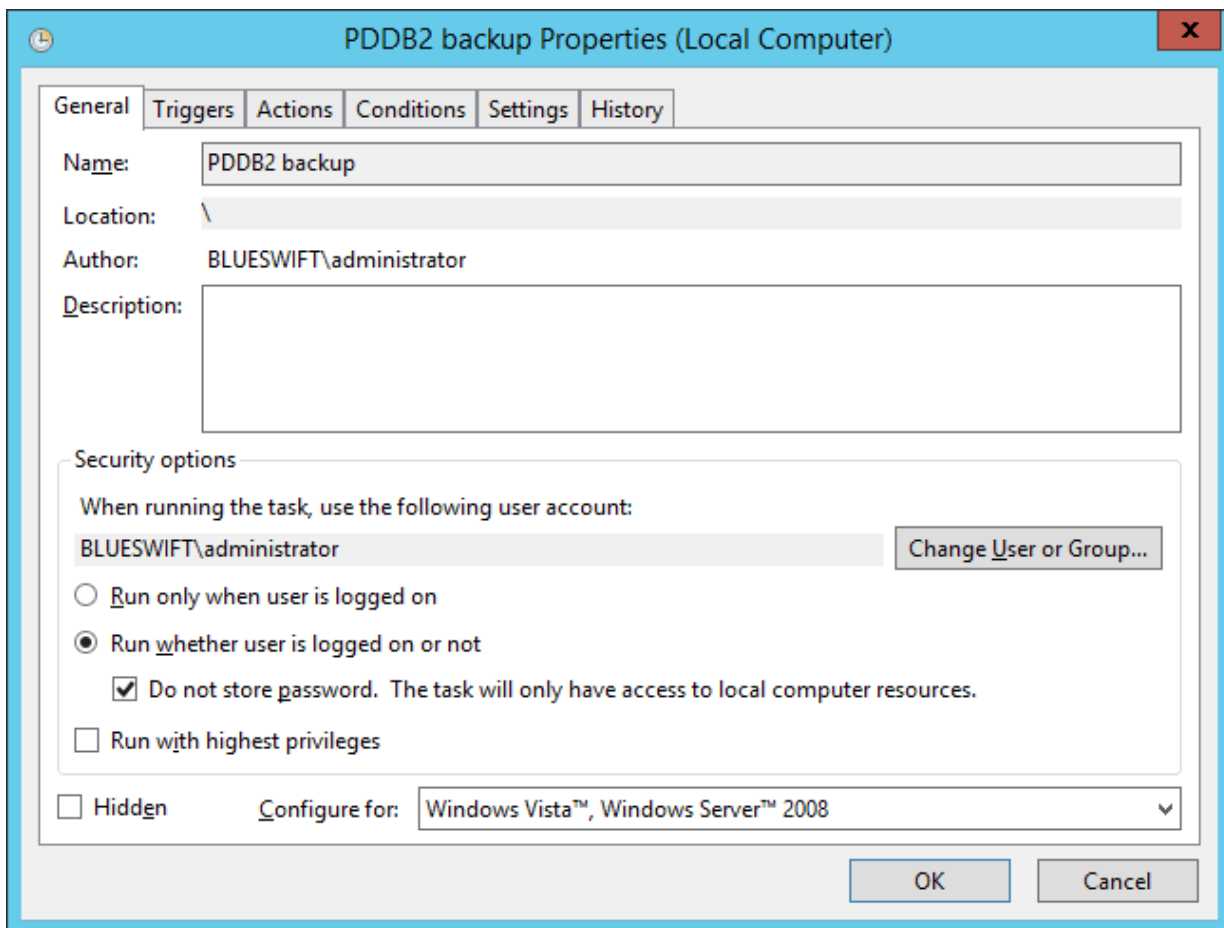 PDDB2 backup Properties (Local Computer)
x
General Triggers Actions Conditions Settings History
Name: PDDB2 backup
Location: \
Author: BLUESWIFT\administrator
Description:
Security options
When running the task, use the following user account:
BLUESWIFT\administrator Change User or Group...
Run only when user is logged on
Run whether user is logged on or not
Do not store password. The task will only have access to local computer resources.
Run with highest privileges
Hidden Configure for: Windows Vista™, Windows Server™ 2008
OK Cancel